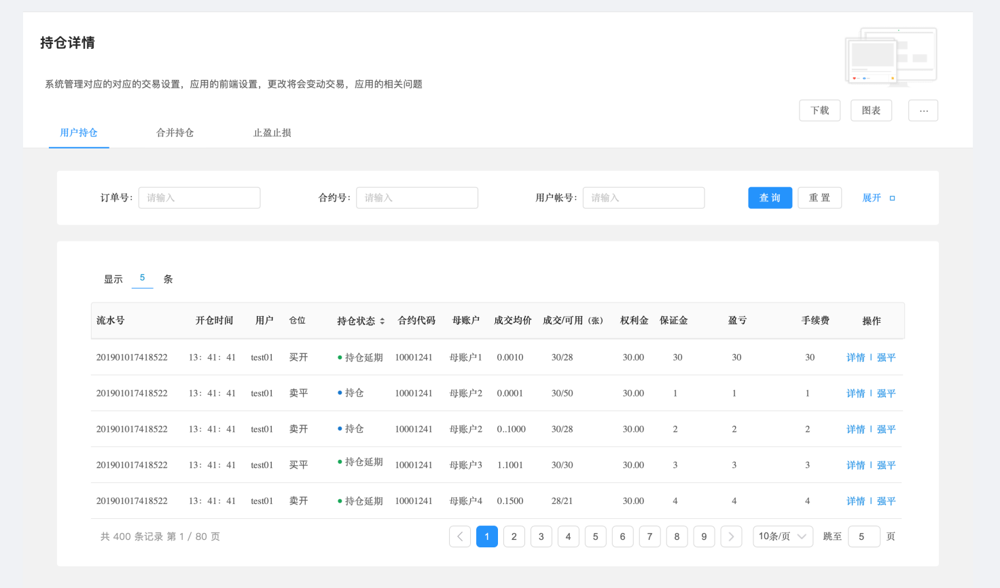 持仓详情
系统管理对应的对应的交易设置，应用的前端设置，更改将会变动交易，应用的相关问题
下载 图表 ···
用户持仓 合并持仓 止盈止损
订单号： 请输入 合约号： 请输入 用户帐号： 请输入 查 询 重 置 展开
显示 5 条
流水号 开仓时间 用户 仓位 持仓状态 合约代码 母账户 成交均价 成交/可用（张） 权利金 保证金 盈亏 手续费 操作
201901017418522 13：41：41 test01 买开 持仓延期 10001241 母账户1 0.0010 30/28 30.00 30 30 30 详情 | 强平
201901017418522 13：41：41 test01 卖平 持仓 10001241 母账户2 0.0001 30/50 30.00 1 1 1 详情 | 强平
201901017418522 13：41：41 test01 卖开 持仓 10001241 母账户2 0..1000 30/28 30.00 2 2 2 详情 | 强平
201901017418522 13：41：41 test01 买平 持仓延期 10001241 母账户3 1.1001 30/30 30.00 3 3 3 详情 | 强平
201901017418522 13：41：41 test01 卖开 持仓延期 10001241 母账户4 0.1500 28/21 30.00 4 4 4 详情 | 强平
共 400 条记录 第 1 / 80 页 < 1 2 3 4 5 6 7 8 9 > 10条/页 跳至 5 页